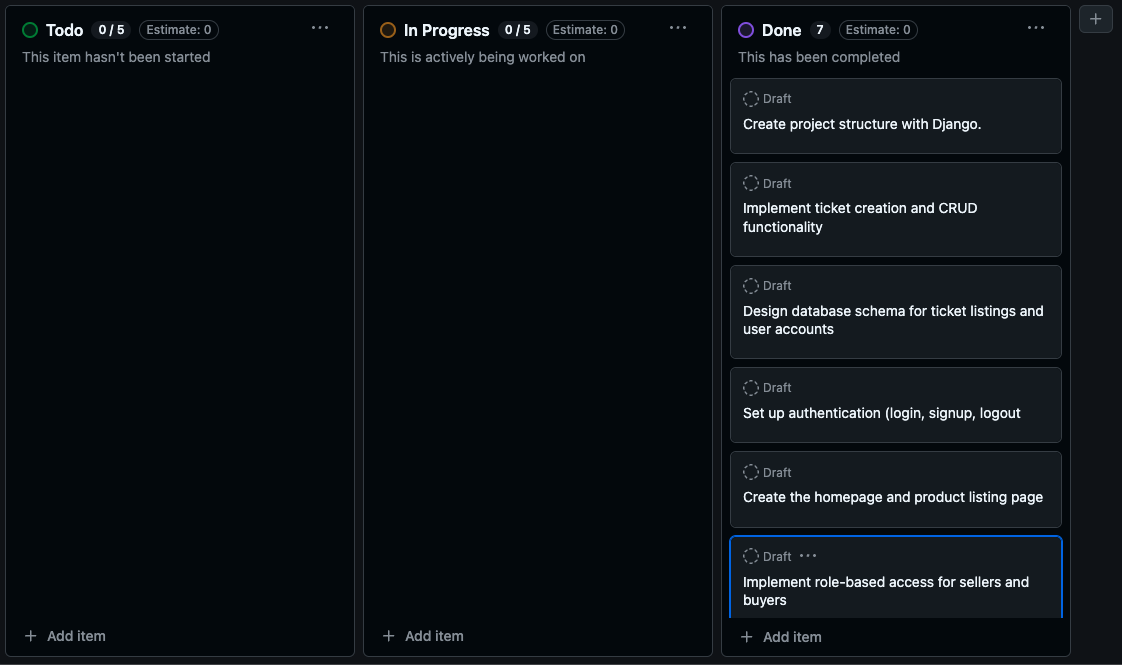 Todo 0 / 5 Estimate: 0
This item hasn't been started
Add item
In Progress 0 / 5 Estimate: 0
This is actively being worked on
Add item
Done 7 Estimate: 0
This has been completed
Draft
Create project structure with Django.
Draft
Implement ticket creation and CRUD
functionality
Draft
Design database schema for ticket listings and
user accounts
Draft
Set up authentication (login, signup, logout
Draft
Create the homepage and product listing page
Draft
Implement role-based access for sellers and
buyers
Add item